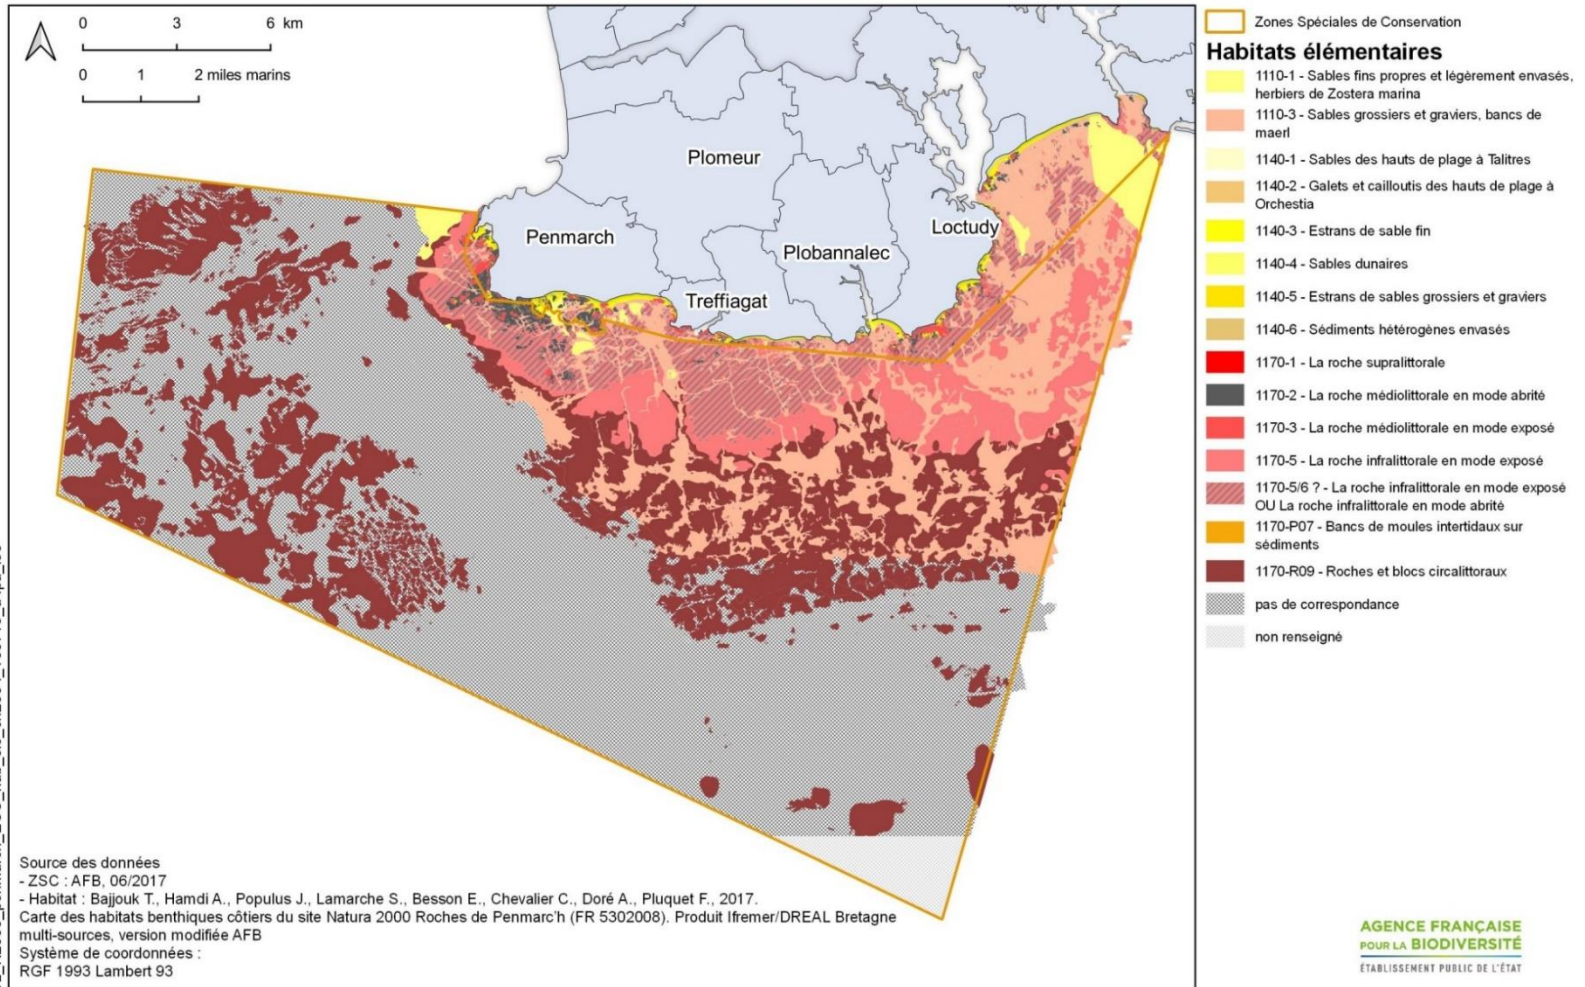 0 3 6 km
0 1 2 miles marins
Plomeur
Penmarch
Plobannalec
Loctudy
Treffiagat
Source des données
- ZSC : AFB, 06/2017
- Habitat : Bajjouk T., Hamdi A., Populus J., Lamarche S., Besson E., Chevalier C., Doré A., Pluquet F., 2017.
Carte des habitats benthiques côtiers du site Natura 2000 Roches de Penmarc'h (FR 5302008). Produit Ifremer/DREAL Bretagne
multi-sources, version modifiée AFB
Système de coordonnées :
RGF 1993 Lambert 93
Zones Spéciales de Conservation
Habitats élémentaires
1110-1 - Sables fins propres et légèrement envasés,
herbiers de Zostera marina
1110-3 - Sables grossiers et graviers, bancs de
maerl
1140-1 - Sables des hauts de plage à Talitres
1140-2 - Galets et cailloutis des hauts de plage à
Orchestia
1140-3 - Estrans de sable fin
1140-4 - Sables dunaires
1140-5 - Estrans de sables grossiers et graviers
1140-6 - Sédiments hétérogènes envasés
1170-1 - La roche supralittorale
1170-2 - La roche médiolittorale en mode abrité
1170-3 - La roche médiolittorale en mode exposé
1170-5 - La roche infralittorale en mode exposé
1170-5/6 ? - La roche infralittorale en mode exposé
OU La roche infralittorale en mode abrité
1170-P07 - Bancs de moules intertidaux sur
sédiments
1170-R09 - Roches et blocs circalittoraux
pas de correspondance
non renseigné
AGENCE FRANÇAISE
POUR LA BIODIVERSITÉ
ÉTABLISSEMENT PUBLIC DE L'ÉTAT